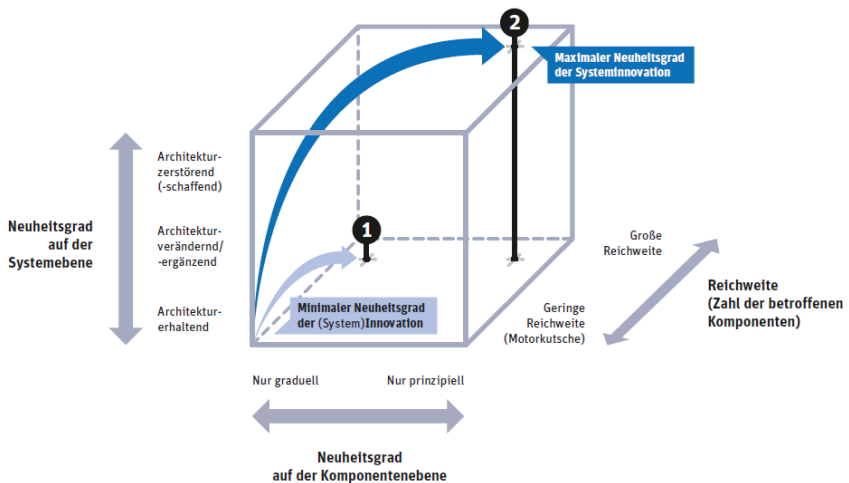 2
Maximaler Neuheitsgrad
der SystemInnovation
Architektur-
zerstörend
(-schaffend)
Neuheitsgrad
auf der
Systemebene
Architektur-
verändernd/
-ergänzend
1
Große
Reichweite
Reichweite
(Zahl der betroffenen
Komponenten)
Architektur-
erhaltend
Minimaler Neuheitsgrad
der (System)Innovation
Geringe
Reichweite
(Motorkutsche)
Nur graduell
Nur prinzipiell
Neuheitsgrad
auf der Komponentenebene